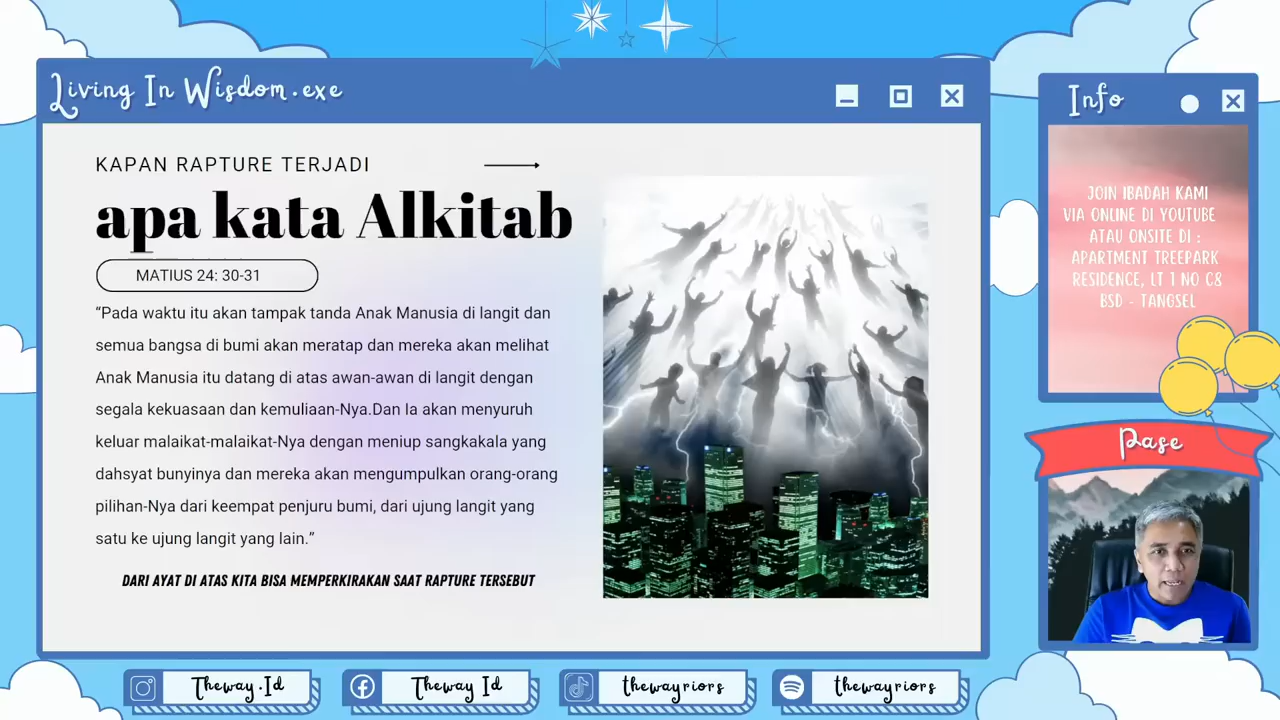 Living In Wisdom.exe
KAPAN RAPTURE TERJADI
apa kata Alkitab
MATIUS 24: 30-31
“Pada waktu itu akan tampak tanda Anak Manusia di langit dan
semua bangsa di bumi akan meratap dan mereka akan melihat
Anak Manusia itu datang di atas awan-awan di langit dengan
segala kekuasaan dan kemuliaan-Nya.Dan Ia akan menyuruh
keluar malaikat-malaikat-Nya dengan meniup sangkakala yang
dahsyat bunyinya dan mereka akan mengumpulkan orang-orang
pilihan-Nya dari keempat penjuru bumi, dari ujung langit yang
satu ke ujung langit yang lain.”
DARI AYAT DI ATAS KITA BISA MEMPERKIRAKAN SAAT RAPTURE TERSEBUT
Info
JOIN IBADAH KAMI
VIA ONLINE DI YOUTUBE
ATAU ONSITE DI :
APARTMENT TREEPARK
RESIDENCE, LT 1 NO C8
BSD - TANGSEL
Pase
Theway.Id
Theway Id
thewayriors
thewayriors